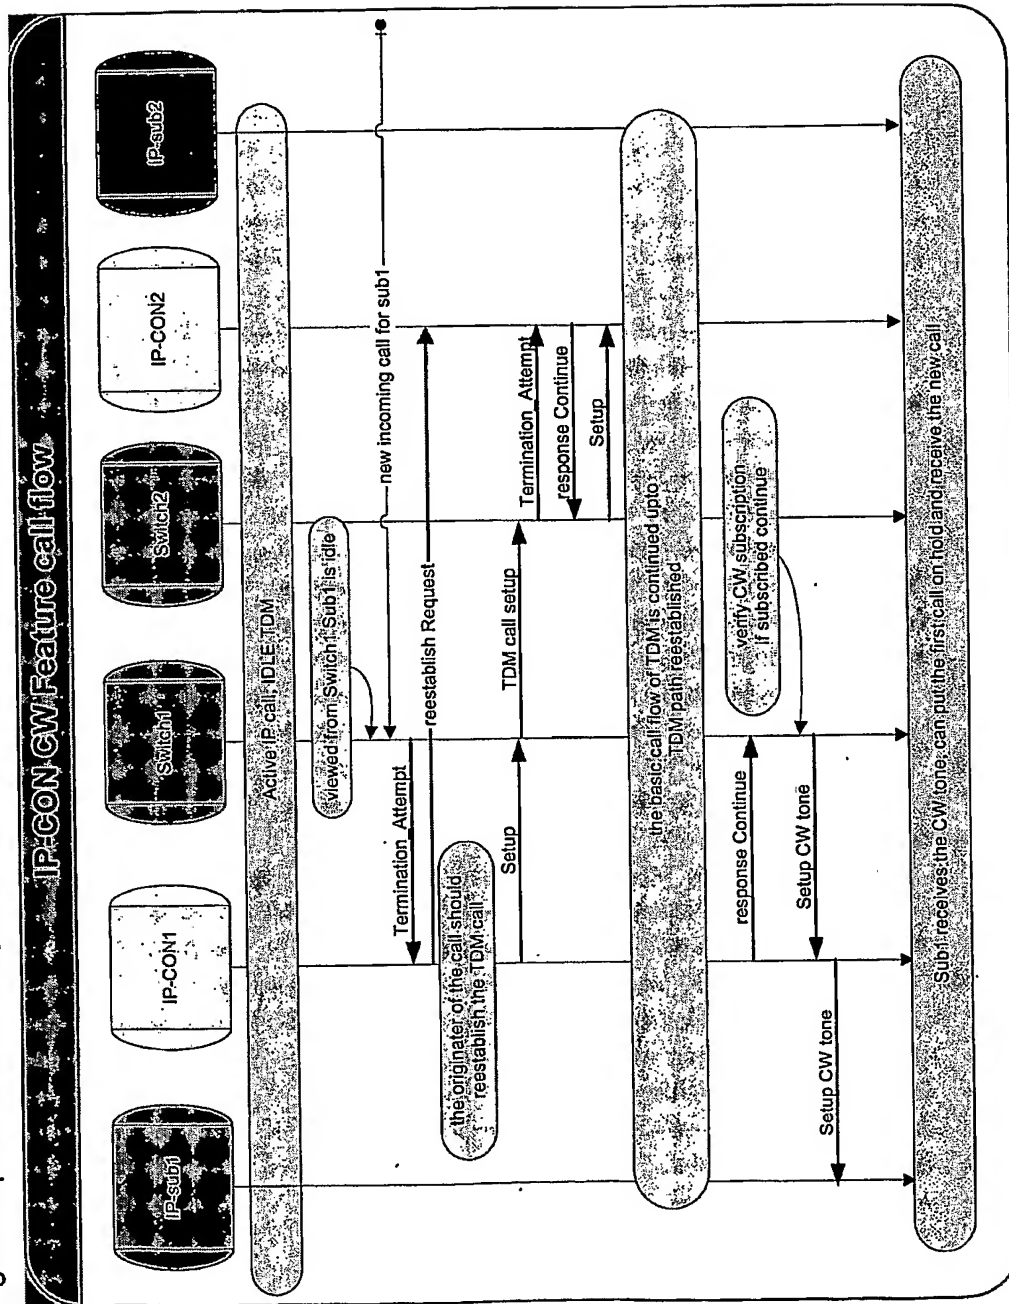 IP-CON CW Feature call flow
IP-sub1
IP-CON1
Switch1
Switch2
IP-CON2
IP-sub2
Active IP call, IDLE TDM
viewed from Switch1 Sub1 is idle
new incoming call for sub1
Termination_Attempt
reestablish Request
the originater of the call should
reestablish the TDM call
Setup
TDM call setup
Termination_Attempt
response Continue
Setup
the basic call flow of TDM is continued upto
TDM path reestablished
verify CW subscription
if subscribed continue
response Continue
Setup CW tone
Setup CW tone
Sub1 receives the CW tone, can put the first call on hold and receive the new call